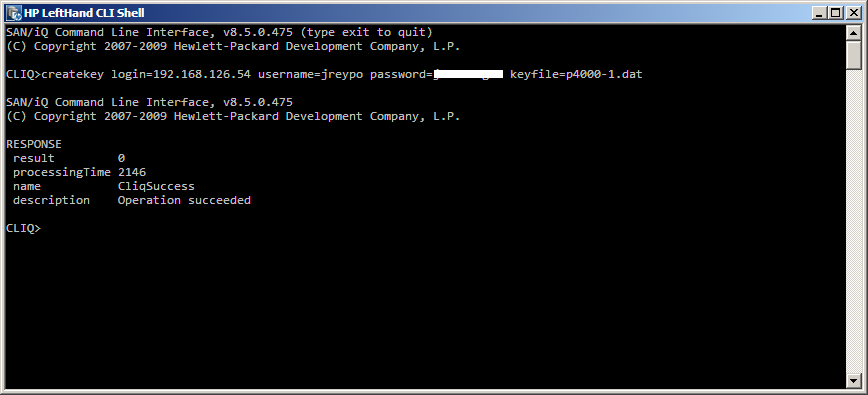 HP LeftHand CLI Shell
SAN/iQ Command Line Interface, v8.5.0.475 (type exit to quit)
(C) Copyright 2007-2009 Hewlett-Packard Development Company, L.P.
CLIQ>createkey login=192.168.126.54 username=jreypo password= keyfile=p4000-1.dat
SAN/iQ Command Line Interface, v8.5.0.475
(C) Copyright 2007-2009 Hewlett-Packard Development Company, L.P.
RESPONSE
result 0
processingTime 2146
name CliqSuccess
description Operation succeeded
CLIQ>